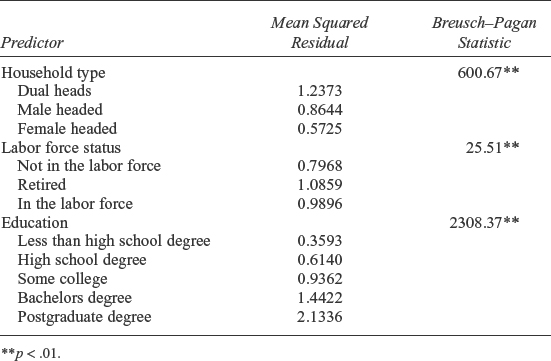 Predictor Mean Squared Residual Breusch–Pagan Statistic
Household type 600.67**
Dual heads 1.2373
Male headed 0.8644
Female headed 0.5725
Labor force status 25.51**
Not in the labor force 0.7968
Retired 1.0859
In the labor force 0.9896
Education 2308.37**
Less than high school degree 0.3593
High school degree 0.6140
Some college 0.9362
Bachelors degree 1.4422
Postgraduate degree 2.1336
**p < .01.